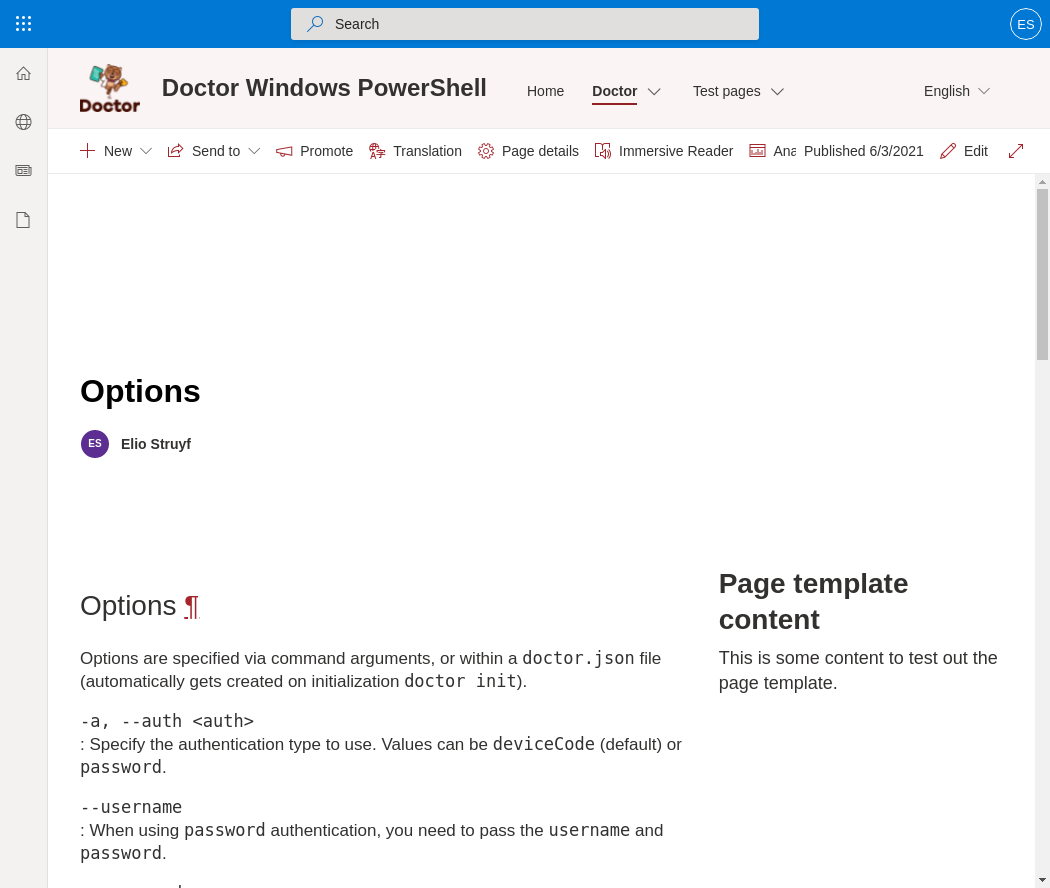 Search
ES
Doctor
Doctor Windows PowerShell
Home
Doctor
Test pages
English
New
Send to
Promote
Translation
Page details
Immersive Reader
Ana
Published 6/3/2021
Edit
Options
ES
Elio Struyf
Options ¶
Options are specified via command arguments, or within a doctor.json file
(automatically gets created on initialization doctor init).
-a, --auth <auth>
: Specify the authentication type to use. Values can be deviceCode (default) or
password.
--username
: When using password authentication, you need to pass the username and
password.
Page template
content
This is some content to test out the
page template.